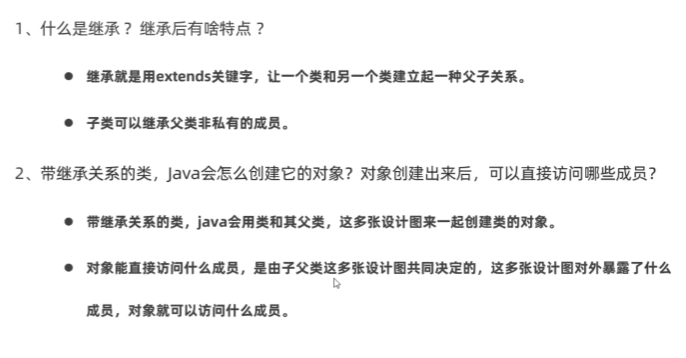 1、什么是继承？继承后有啥特点？
● 继承就是用extends关键字，让一个类和另一个类建立起一种父子关系。
● 子类可以继承父类非私有的成员。
2、带继承关系的类，Java会怎么创建它的对象？对象创建出来后，可以直接访问哪些成员？
● 带继承关系的类，java会用类和其父类，这多张设计图来一起创建类的对象。
● 对象能直接访问什么成员，是由子父类这多张设计图共同决定的，这多张设计图对外暴露了什么
成员，对象就可以访问什么成员。